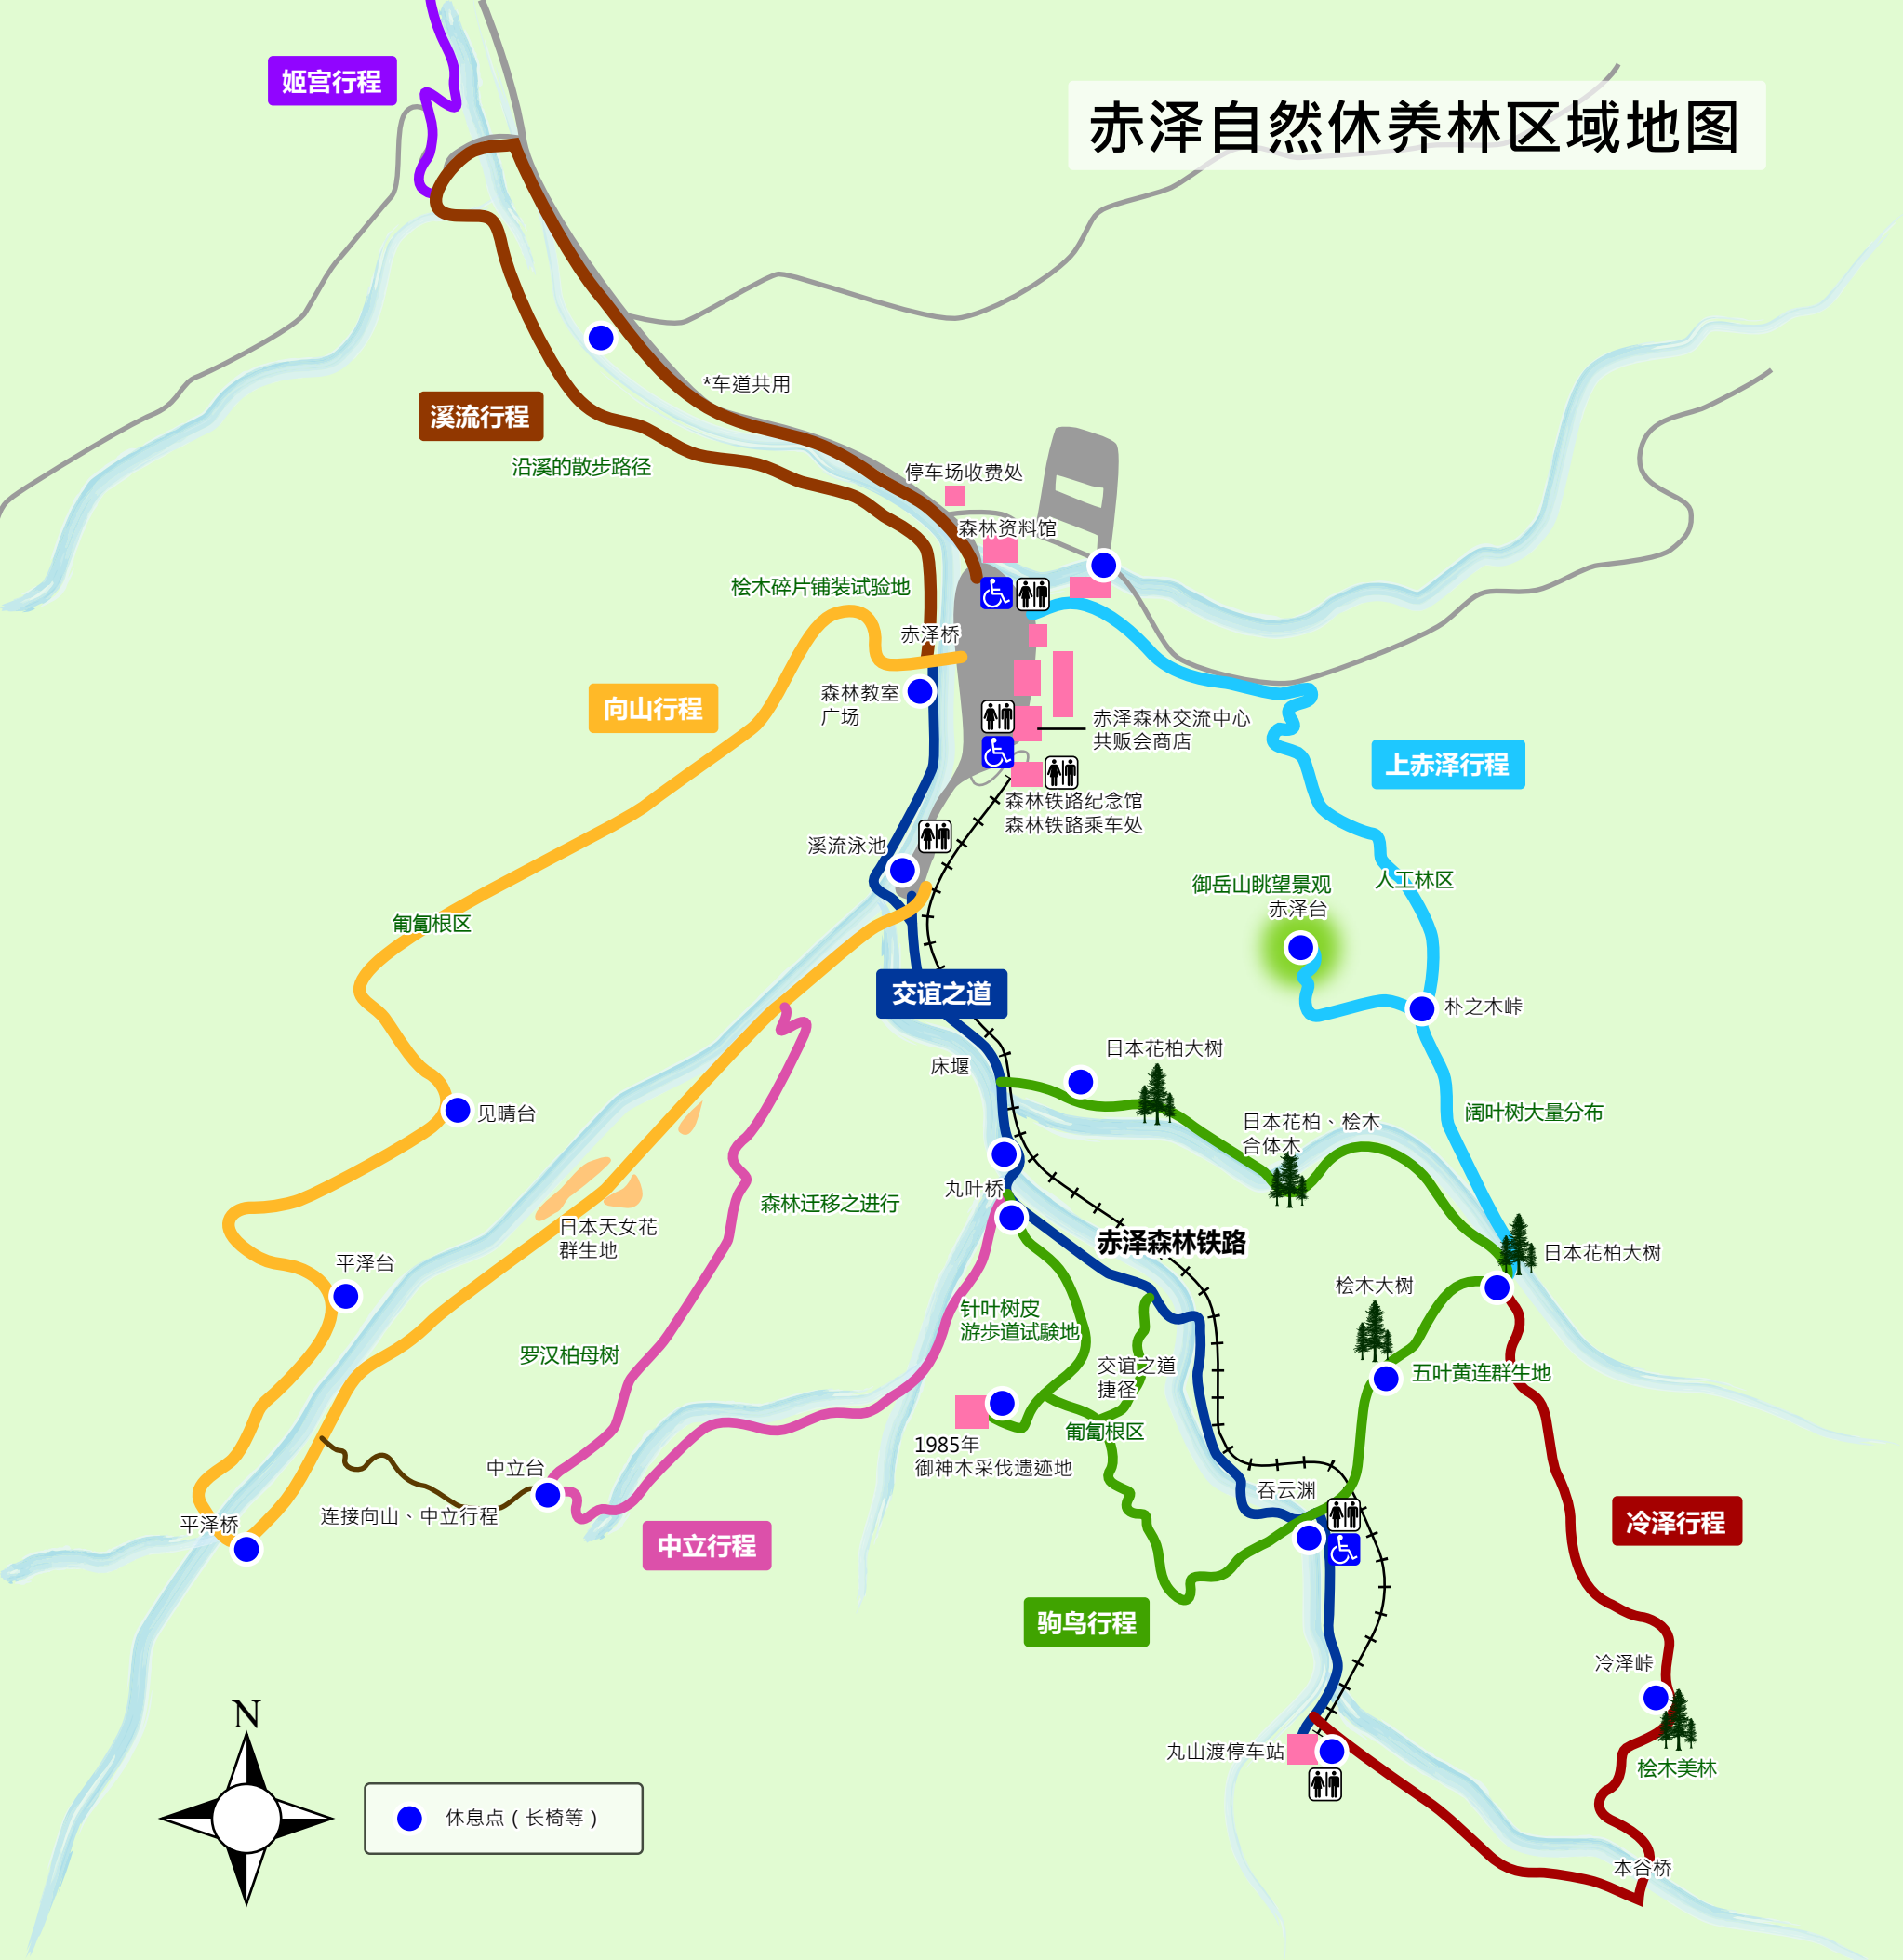 姬宫行程
赤泽自然休养林区域地图
*车道共用
溪流行程
沿溪的散步路径
停车场收费处
森林资料馆
桧木碎片铺装试验地
赤泽桥
森林教室
广场
向山行程
赤泽森林交流中心
共贩会商店
上赤泽行程
森林铁路纪念馆
森林铁路乘车处
溪流泳池
人工林区
御岳山眺望景观
赤泽台
葡匐根区
交谊之道
朴之木峠
日本花柏大树
床堰
见晴台
阔叶树大量分布
日本花柏、桧木
合体木
丸叶桥
森林迁移之进行
日本天女花
群生地
赤泽森林铁路
日本花柏大树
平泽台
桧木大树
针叶树皮
游步道试験地
罗汉柏母树
交谊之道
捷径
五叶黄连群生地
葡匐根区
1985年
御神木采伐遗迹地
中立台
吞云渊
连接向山、中立行程
平泽桥
冷泽行程
中立行程
驹鸟行程
冷泽峠
N
丸山渡停车站
桧木美林
休息点（长椅等）
本谷桥